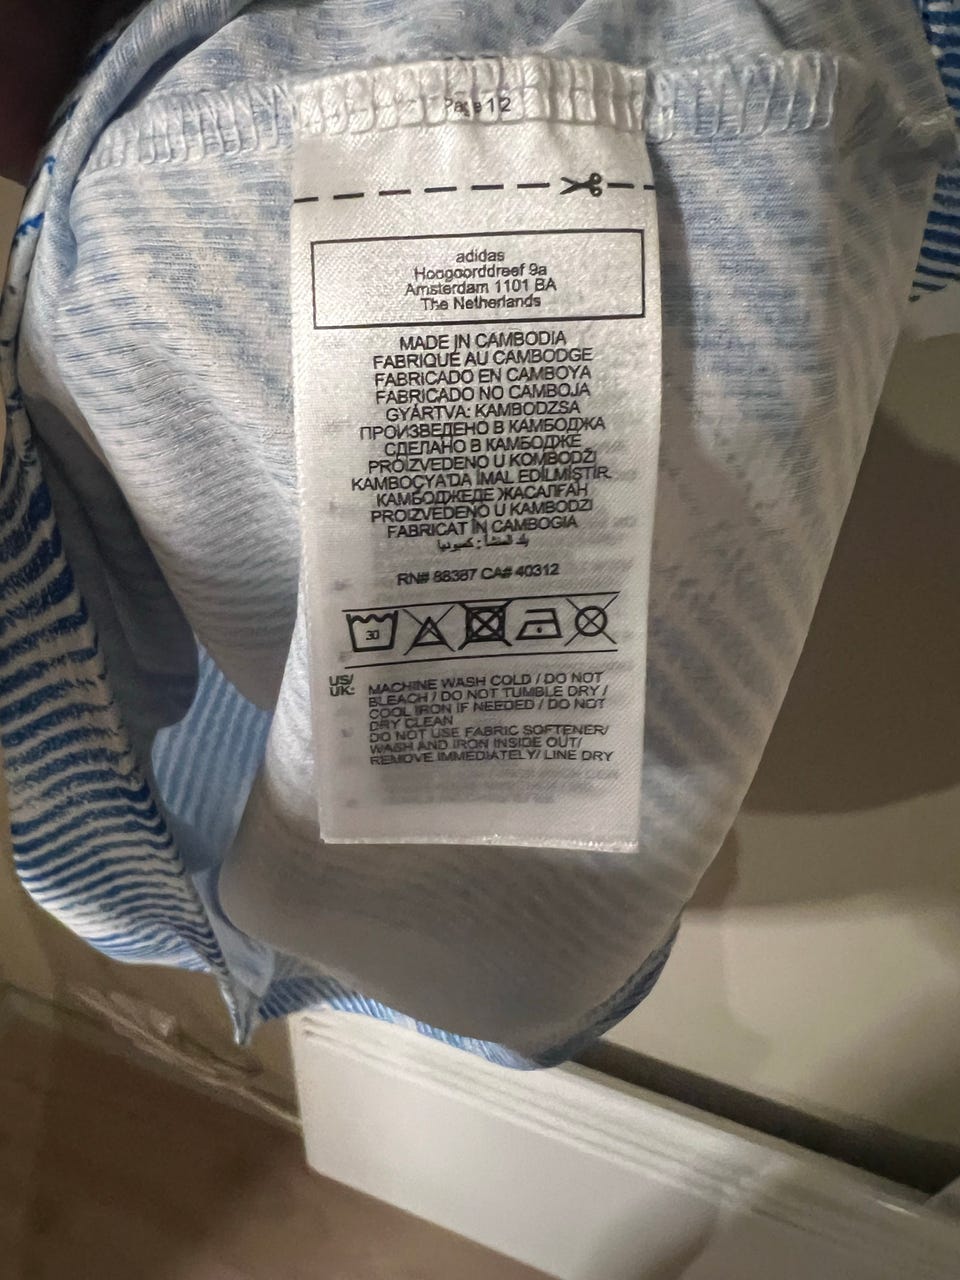 adidas
Hoogoorddreef 9a
Amsterdam 1101 BA
The Netherlands
MADE IN CAMBODIA
FABRIQUÉ AU CAMBODGE
FABRICADO EN CAMBOYA
FABRICADO NO CAMBOJA
GYÁRTVA: KAMBODZSA
ПРОИЗВЕДЕНО В КАМБОДЖА
СДЕЛАНО В КАМБОДЖЕ
PROIZVEDENO U KOMBODŽI
KAMBOÇYA'DA İMAL EDİLMİŞTİR.
КАМБОДЖЕДЕ ЖАСАЛҒАН
PROIZVEDENO U KAMBODZI
FABRICAT ÎN CAMBOGIA
بلد المنشأ : كمبوديا
RN# 88387 CA# 40312
30
US/
UK:
MACHINE WASH COLD / DO NOT
BLEACH / DO NOT TUMBLE DRY /
COOL IRON IF NEEDED / DO NOT
DRY CLEAN
DO NOT USE FABRIC SOFTENER/
WASH AND IRON INSIDE OUT/
REMOVE IMMEDIATELY/ LINE DRY